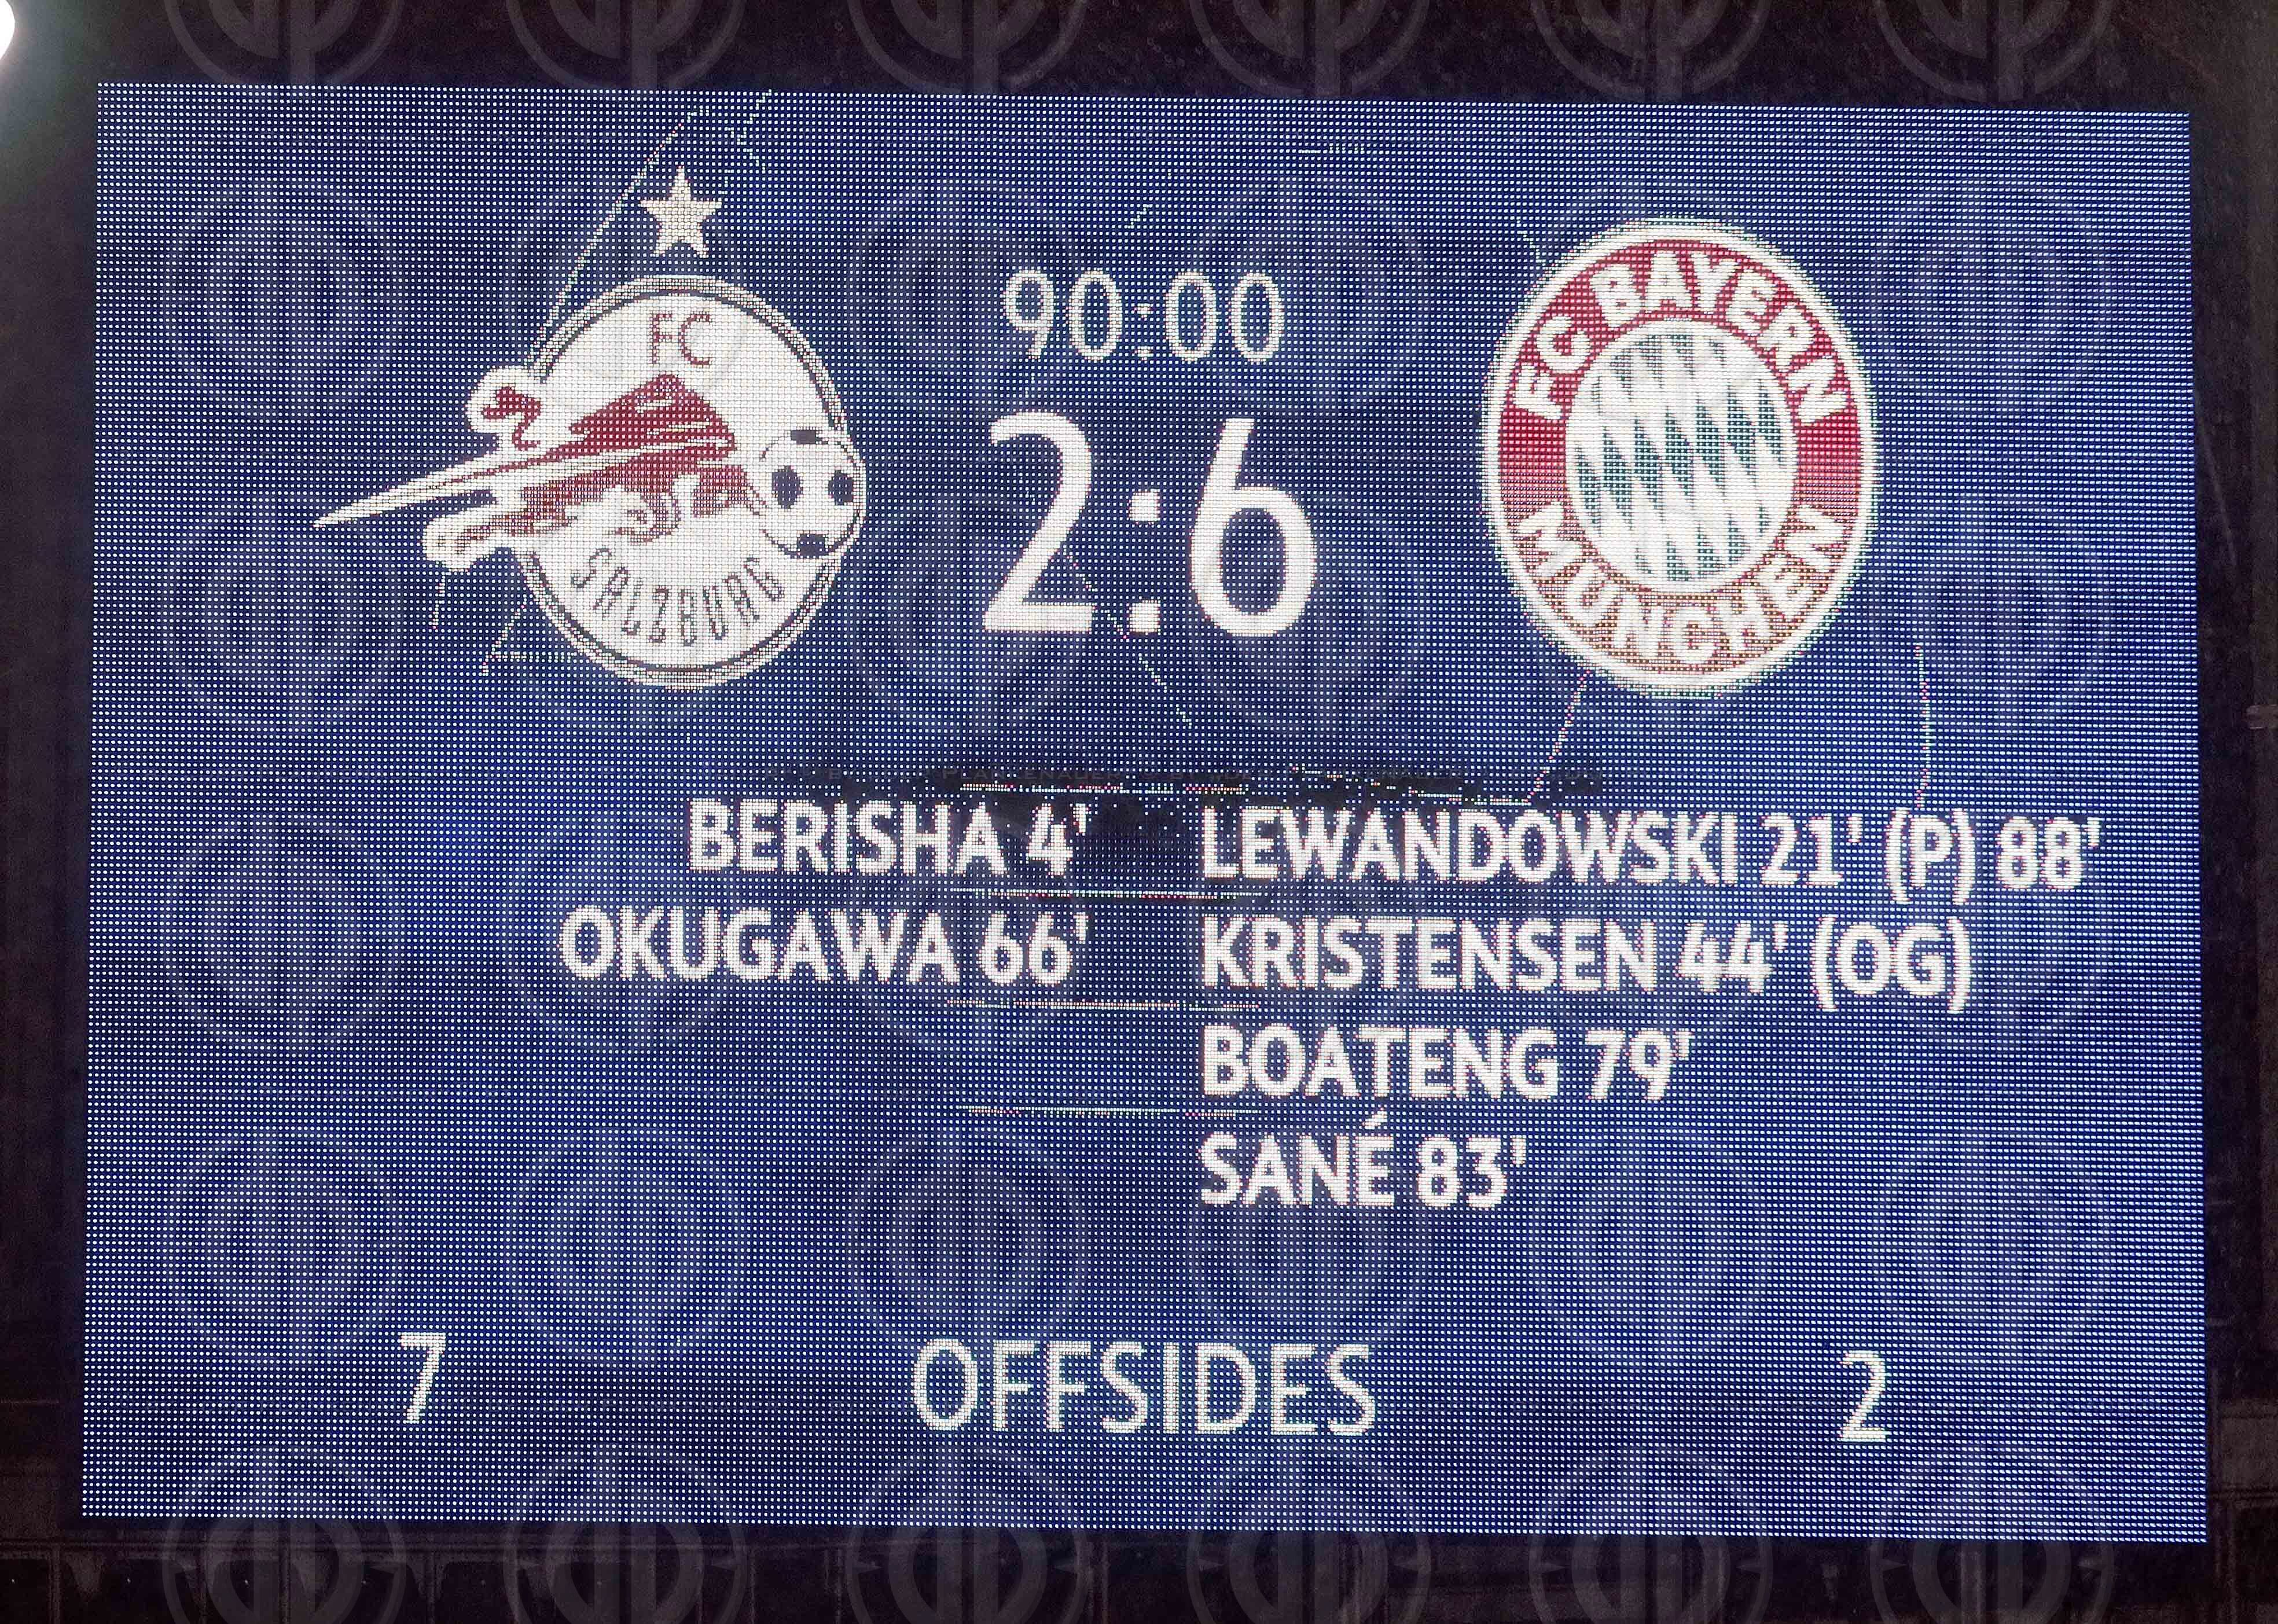 FC
SALZBURG
90:00
2:6
FC BAYERN
MÜNCHEN
BERISHA 4'
OKUGAWA 66'
LEWANDOWSKI 21' (P) 88'
KRISTENSEN 44' (OG)
BOATENG 79'
SANÉ 83'
7 OFFSIDES 2